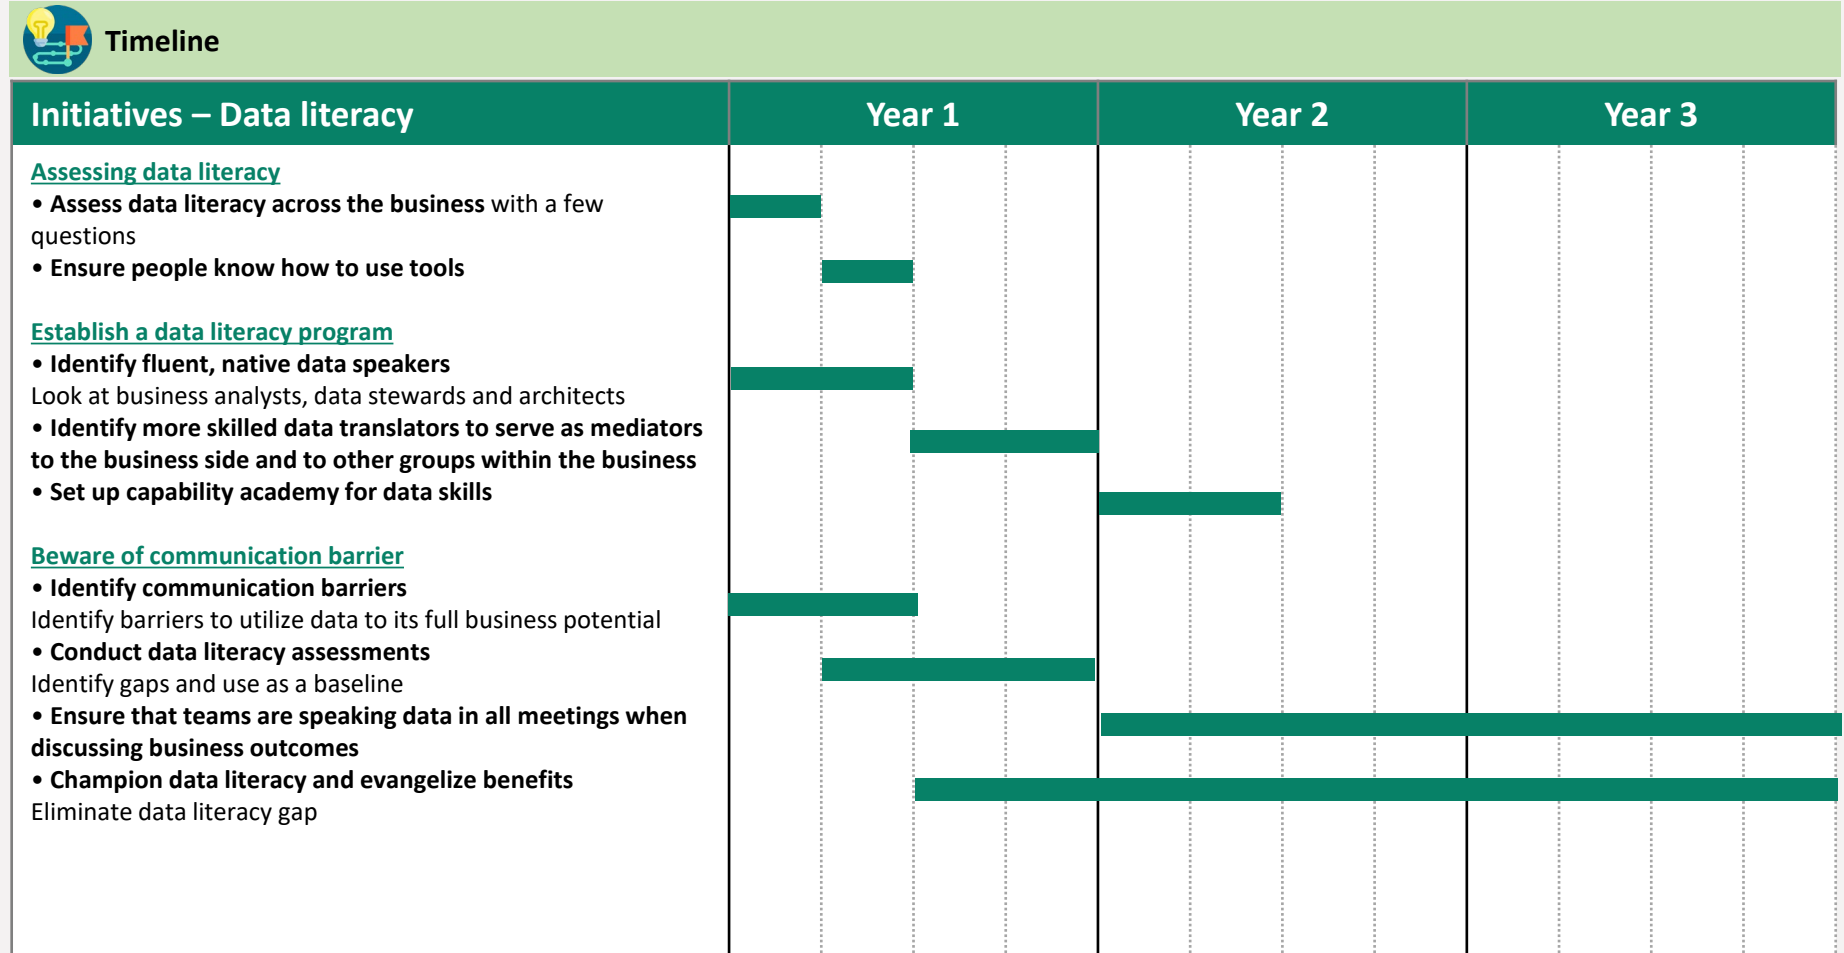 Timeline
Initiatives – Data literacy
Year 1
Year 2
Year 3
Assessing data literacy
• Assess data literacy across the business with a few
questions
• Ensure people know how to use tools
Establish a data literacy program
• Identify fluent, native data speakers
Look at business analysts, data stewards and architects
• Identify more skilled data translators to serve as mediators
to the business side and to other groups within the business
• Set up capability academy for data skills
Beware of communication barrier
• Identify communication barriers
Identify barriers to utilize data to its full business potential
• Conduct data literacy assessments
Identify gaps and use as a baseline
• Ensure that teams are speaking data in all meetings when
discussing business outcomes
• Champion data literacy and evangelize benefits
Eliminate data literacy gap